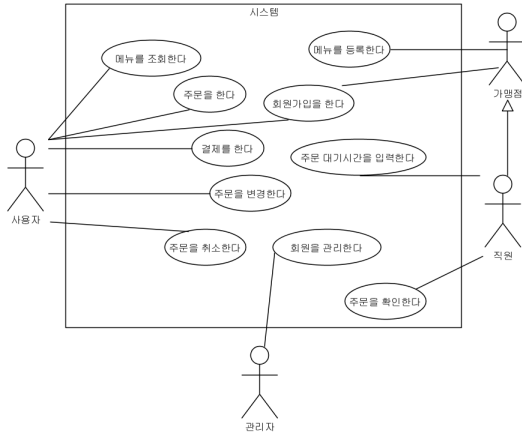 시스템
메뉴를 조회한다
메뉴를 등록한다
주문을 한다
회원가입을 한다
가맹점
결제를 한다
주문 대기시간을 입력한다
주문을 변경한다
사용자
주문을 취소한다
회원을 관리한다
직원
주문을 확인한다
관리자